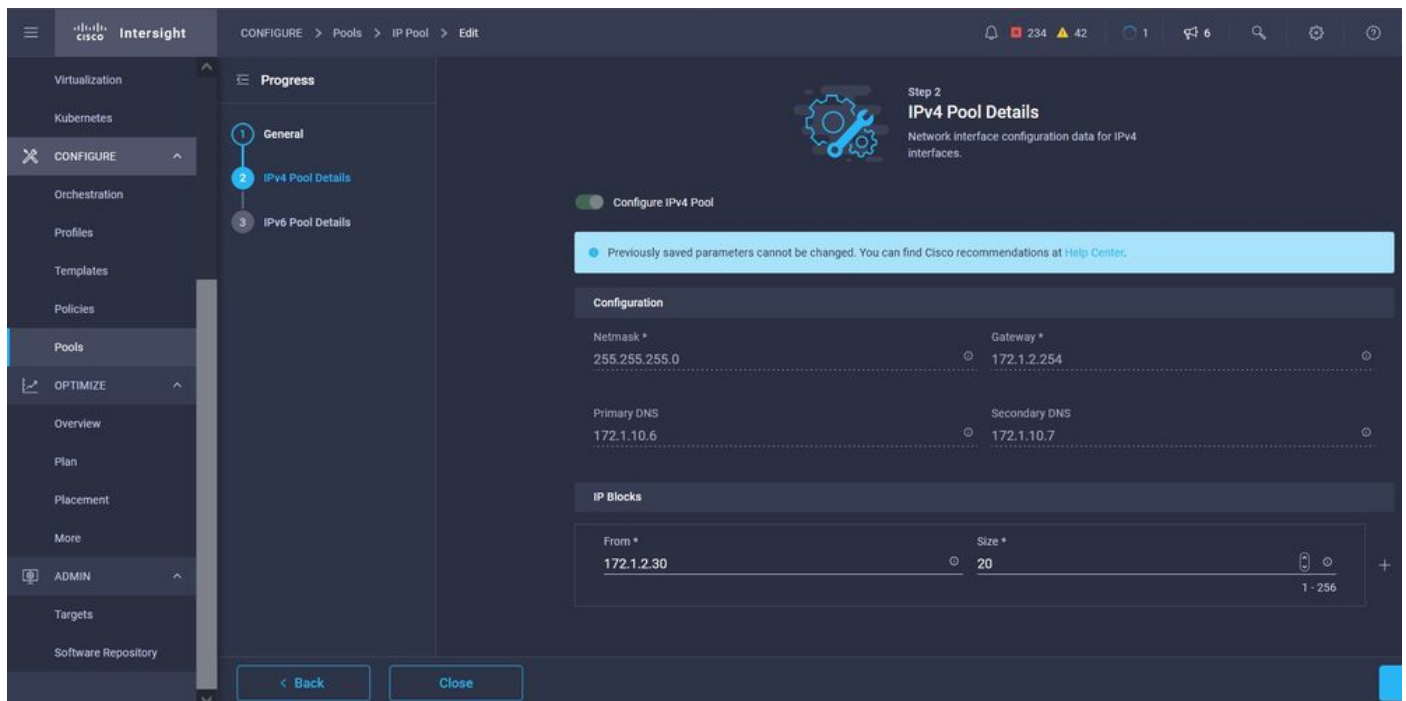 cisco Intersight
CONFIGURE > Pools > IP Pool > Edit
234 42 1 6
Virtualization
Kubernetes
CONFIGURE
Orchestration
Profiles
Templates
Policies
Pools
OPTIMIZE
Overview
Plan
Placement
More
ADMIN
Targets
Software Repository
Progress
1 General
2 IPv4 Pool Details
3 IPv6 Pool Details
Step 2
IPv4 Pool Details
Network interface configuration data for IPv4
interfaces.
Configure IPv4 Pool
Previously saved parameters cannot be changed. You can find Cisco recommendations at Help Center.
Configuration
Netmask *
255.255.255.0
Gateway *
172.1.2.254
Primary DNS
172.1.10.6
Secondary DNS
172.1.10.7
IP Blocks
From *
172.1.2.30
Size *
20
1 - 256
< Back
Close